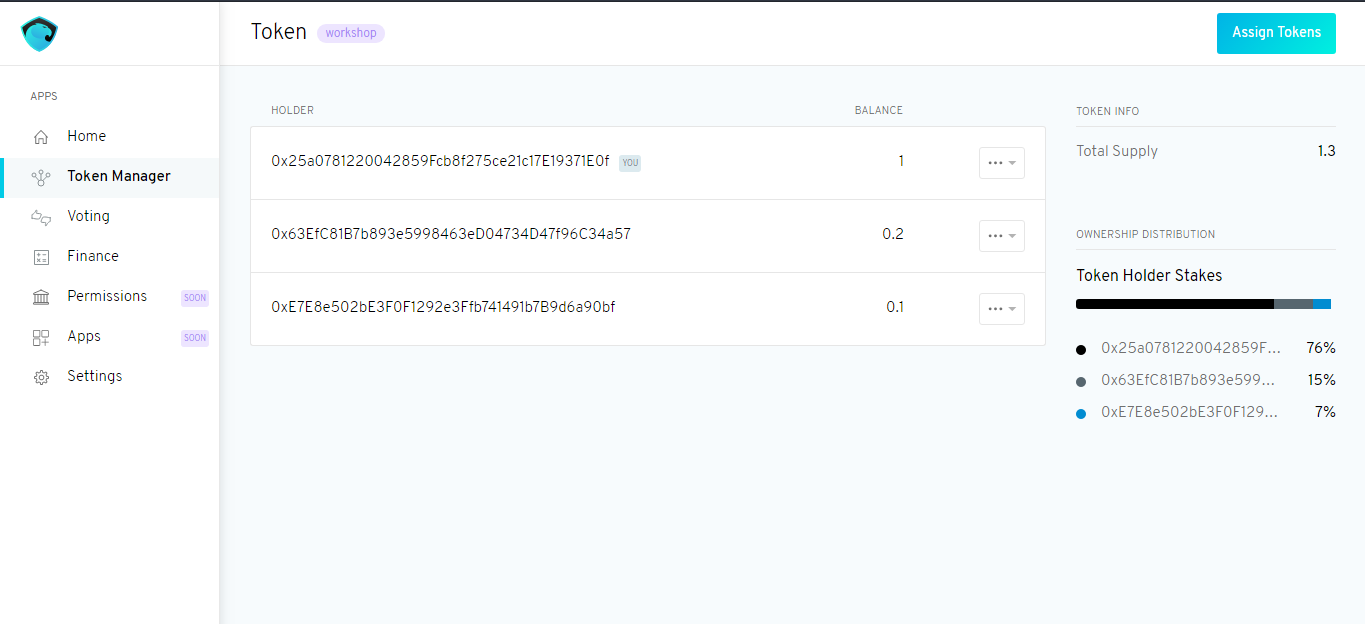 Token workshop
Assign Tokens
APPS
Home
Token Manager
Voting
Finance
Permissions SOON
Apps SOON
Settings
HOLDER BALANCE
0x25a0781220042859Fcb8f275ce21c17E19371E0f YOU 1
0x63EfC81B7b893e5998463eD04734D47f96C34a57 0.2
0xE7E8e502bE3F0F1292e3Ffb741491b7B9d6a90bf 0.1
TOKEN INFO
Total Supply 1.3
OWNERSHIP DISTRIBUTION
Token Holder Stakes
0x25a0781220042859F... 76%
0x63EfC81B7b893e599... 15%
0xE7E8e502bE3F0F129... 7%